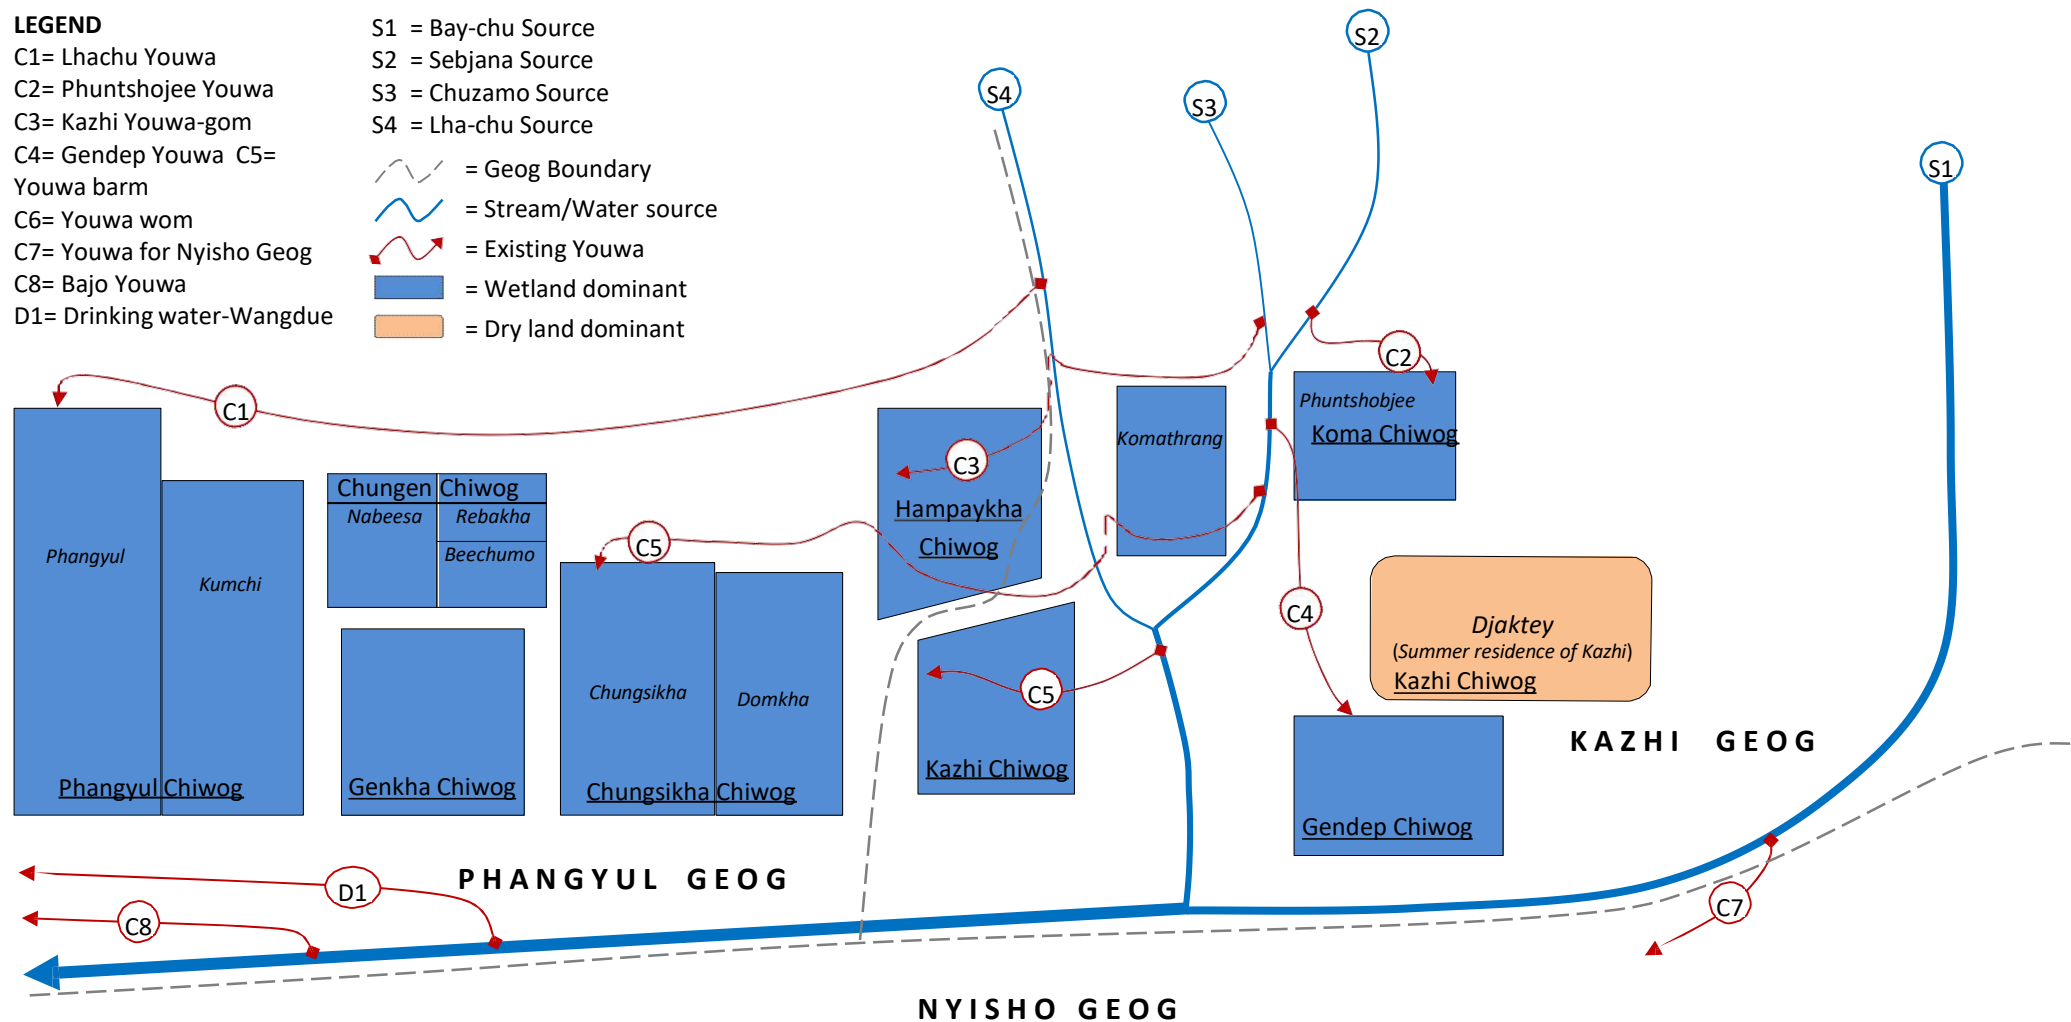 LEGEND
C1= Lhachu Youwa
C2= Phuntshojee Youwa
C3= Kazhi Youwa-gom
C4= Gendep Youwa  C5=
Youwa barm
C6= Youwa wom
C7= Youwa for Nyisho Geog
C8= Bajo Youwa
D1= Drinking water-Wangdue
S1 = Bay-chu Source
S2 = Sebjana Source
S3 = Chuzamo Source
S4 = Lha-chu Source
= Geog Boundary
= Stream/Water source
= Existing Youwa
= Wetland dominant
= Dry land dominant
S4
S3
S2
S1
C1
C2
C3
C5
C4
C5
C7
D1
C8
Phangyul
Kumchi
Phangyul Chiwog
Chungen Chiwog
Nabeesa
Rebakha
Beechumo
Genkha Chiwog
Chungsikha
Domkha
Chungsikha Chiwog
Hampaykha
Chiwog
Kazhi Chiwog
Komathrang
Phuntshobjee
Koma Chiwog
Djaktey
(Summer residence of Kazhi)
Kazhi Chiwog
Gendep Chiwog
KAZHI GEOG
PHANGYUL GEOG
NYISHO GEOG